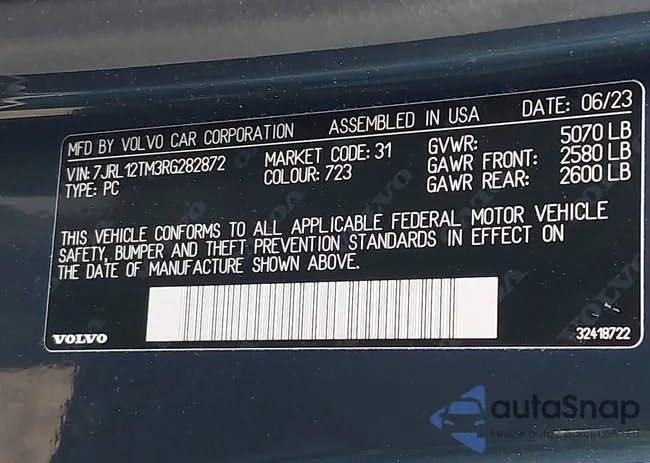 MFD BY VOLVO CAR CORPORATION ASSEMBLED IN USA DATE: 06/23
VIN: 7JRL12TM3RG282872 MARKET CODE: 31 GVWR: 5070 LB
TYPE: PC COLOUR: 723 GAWR FRONT: 2580 LB
GAWR REAR: 2600 LB
THIS VEHICLE CONFORMS TO ALL APPLICABLE FEDERAL MOTOR VEHICLE
SAFETY, BUMPER AND THEFT PREVENTION STANDARDS IN EFFECT ON
THE DATE OF MANUFACTURE SHOWN ABOVE.
VOLVO 32418722
autoSnap